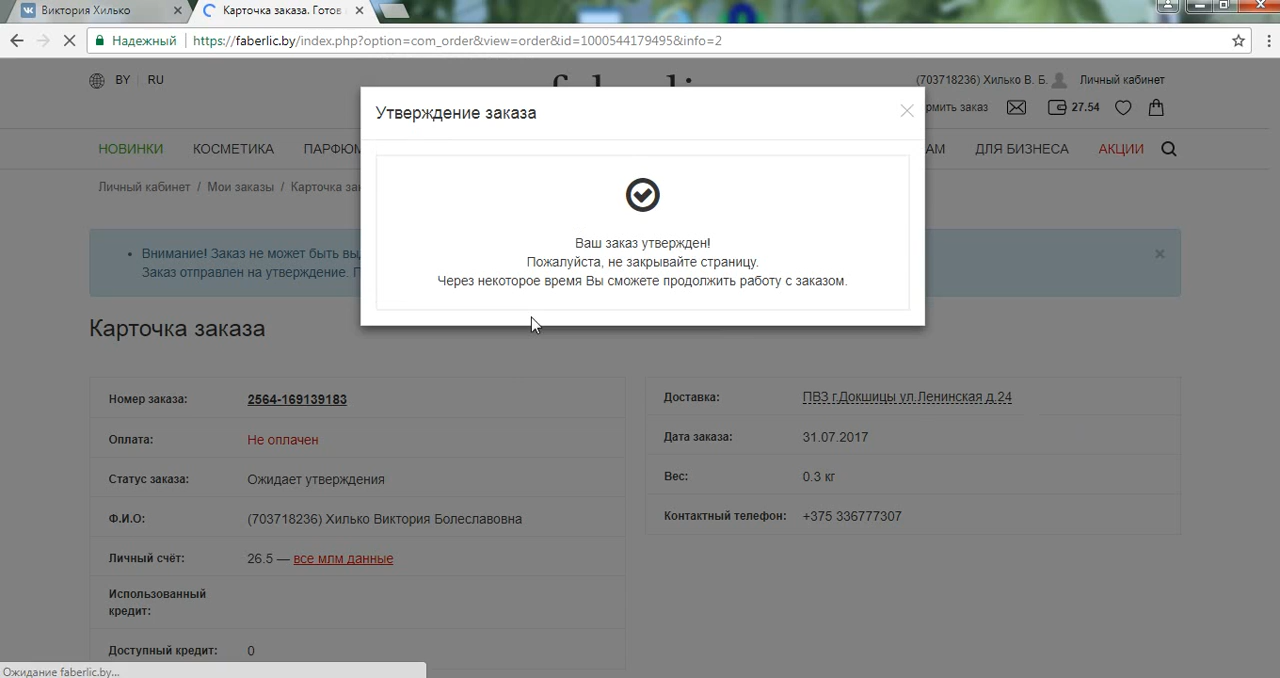 Виктория Хилько
Карточка заказа. Готов
Надежный
https://faberlic.by/index.php?option=com_order&view=order&id=1000544179495&info=2
BY RU
(703718236) Хилько В. Б. Личный кабинет
рмить заказ 27.54
НОВИНКИ КОСМЕТИКА ПАРФЮМ АМ ДЛЯ БИЗНЕСА АКЦИИ
Личный кабинет / Мои заказы / Карточка зак
Утверждение заказа
Ваш заказ утвержден!
Пожалуйста, не закрывайте страницу.
Через некоторое время Вы сможете продолжить работу с заказом.
Внимание! Заказ не может быть выд
Заказ отправлен на утверждение. П
Карточка заказа
Номер заказа: 2564-169139183
Оплата: Не оплачен
Статус заказа: Ожидает утверждения
Ф.И.О: (703718236) Хилько Виктория Болеславовна
Личный счёт: 26.5 — все млм данные
Использованный
кредит:
Доступный кредит: 0
Доставка: ПВЗ г.Докшицы ул.Ленинская д.24
Дата заказа: 31.07.2017
Вес: 0.3 кг
Контактный телефон: +375 336777307
Ожидание faberlic.by...